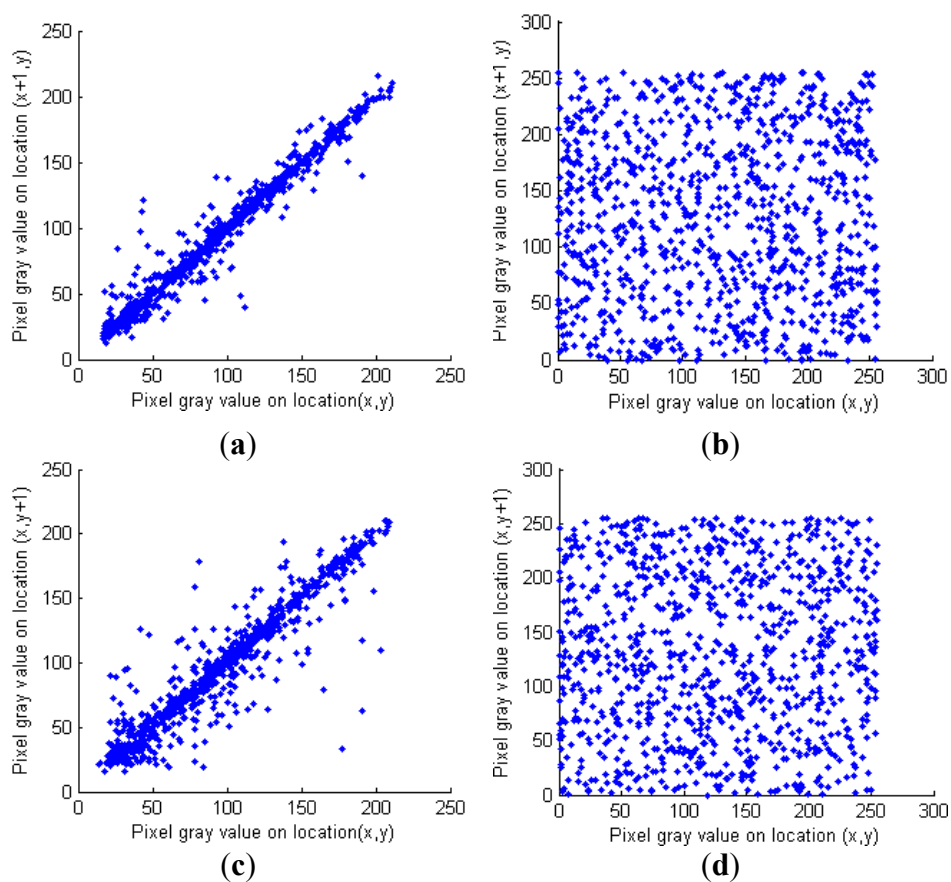 250
200
150
100
50
0
0 50 100 150 200 250
Pixel gray value on location (x+1,y)
Pixel gray value on location(x,y)
(a)
300
250
200
150
100
50
0
0 50 100 150 200 250 300
Pixel gray value on location (x+1,y)
Pixel gray value on location (x,y)
(b)
250
200
150
100
50
0
0 50 100 150 200 250
Pixel gray value on location (x,y+1)
Pixel gray value on location(x,y)
(c)
300
250
200
150
100
50
0
0 50 100 150 200 250 300
Pixel gray value on location (x,y+1)
Pixel gray value on location (x,y)
(d)